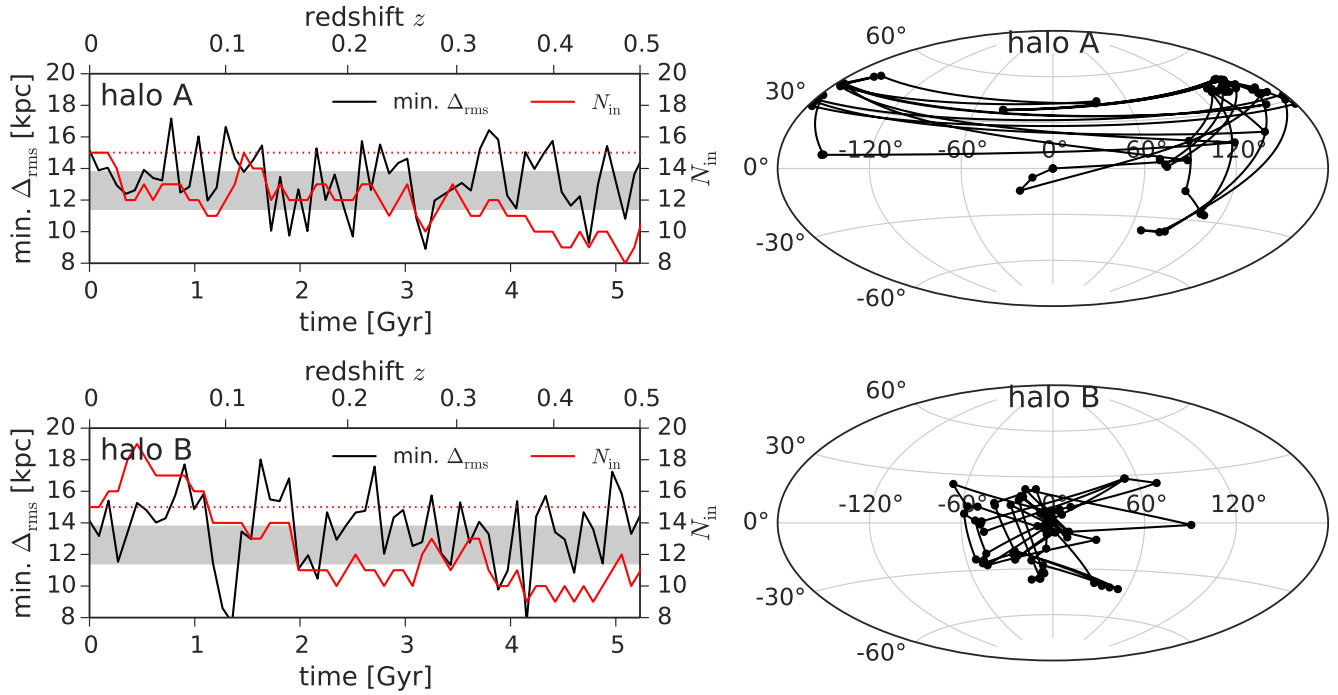 redshift z
0 0.1 0.2 0.3 0.4 0.5
halo A
min. Δrms
Nin
min. Δrms [kpc]
20
18
16
14
12
10
8
20
18
16
14
12
10
8
Nin
0 1 2 3 4 5
time [Gyr]
halo A
60°
30°
0°
-30°
-60°
-120° -60° 0° 60° 120°
redshift z
0 0.1 0.2 0.3 0.4 0.5
halo B
min. Δrms
Nin
min. Δrms [kpc]
20
18
16
14
12
10
8
20
18
16
14
12
10
8
Nin
0 1 2 3 4 5
time [Gyr]
halo B
60°
30°
0°
-30°
-60°
-120° -60° 0° 60° 120°